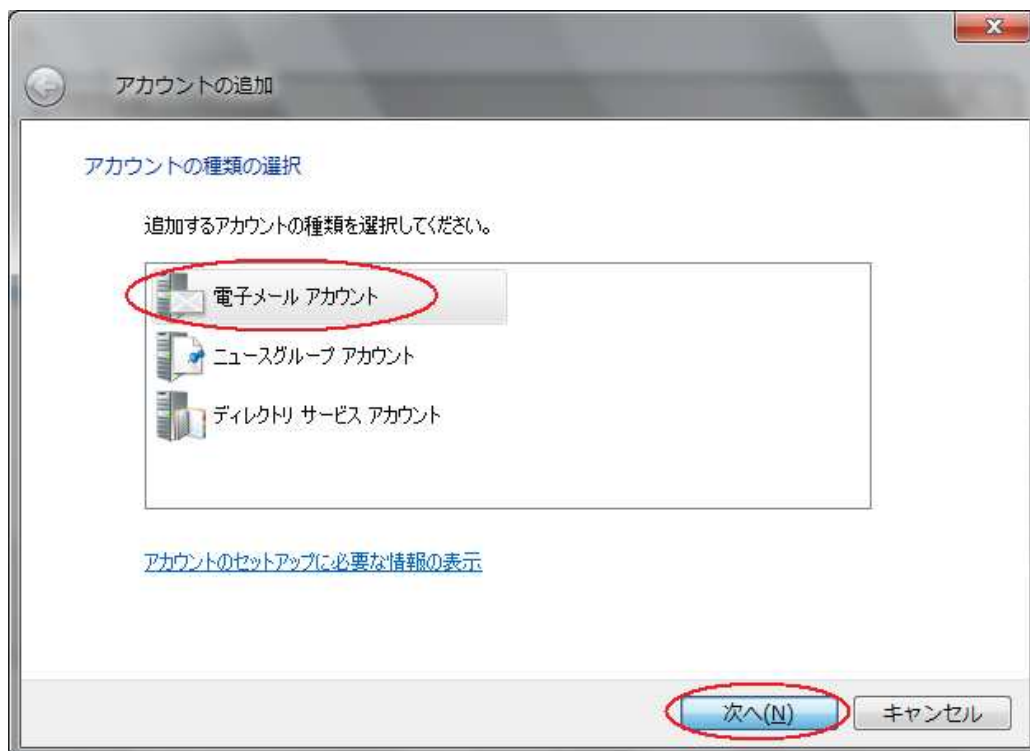 アカウントの追加
アカウントの種類の選択
追加するアカウントの種類を選択してください。
電子メール アカウント
ニュースグループ アカウント
ディレクトリ サービス アカウント
アカウントのセットアップに必要な情報の表示
次へ(N)
キャンセル